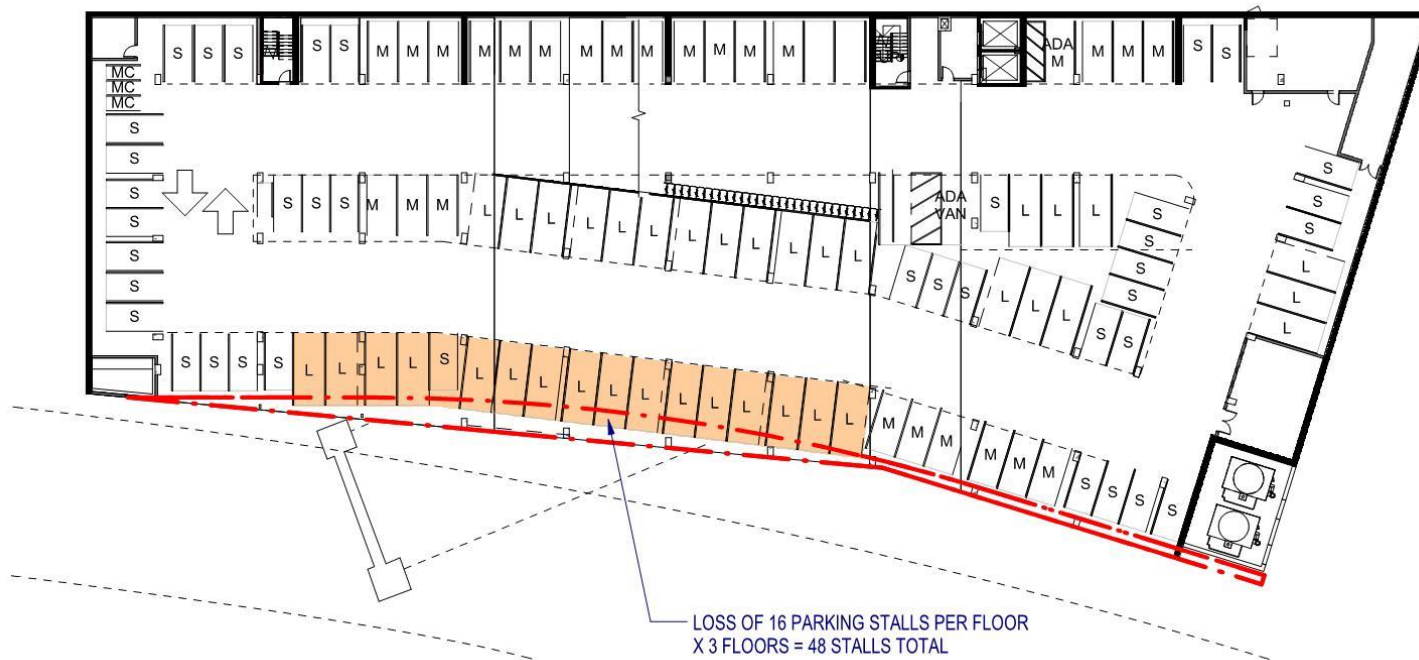 S S S S S M M M M M M M M M M M M M ADA M M M M S S
MC
MC
MC
S
S
S
S
S
S
S
S S S M M M L L L L L L L L L L L L ADA VAN S L L L
S
S
S
S
S S
S S S L L L
S
S
S
L
L
L
S S S S L L L L S L L L L L L L L L L L L M M M M M M S S S S
LOSS OF 16 PARKING STALLS PER FLOOR
X 3 FLOORS = 48 STALLS TOTAL